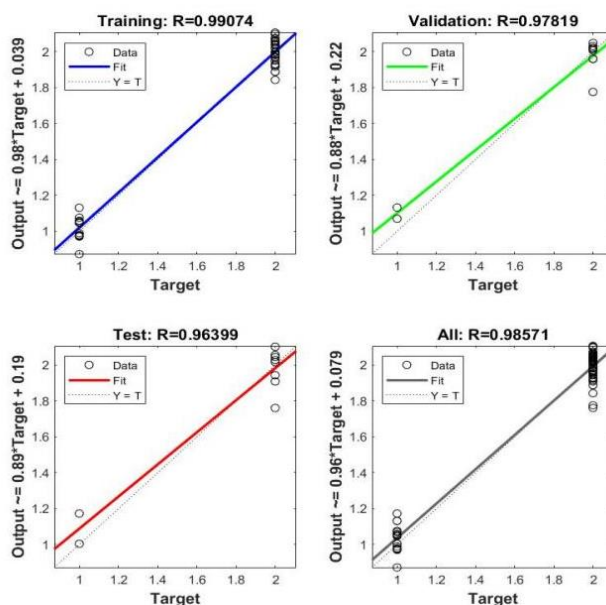 Training: R=0.99074
Output ~= 0.98*Target + 0.039
Data
Fit
Y = T
2
1.8
1.6
1.4
1.2
1
1 1.2 1.4 1.6 1.8 2
Target
Validation: R=0.97819
Output ~= 0.88*Target + 0.22
Data
Fit
Y = T
2
1.8
1.6
1.4
1.2
1
1 1.2 1.4 1.6 1.8 2
Target
Test: R=0.96399
Output ~= 0.89*Target + 0.19
Data
Fit
Y = T
2
1.8
1.6
1.4
1.2
1
1 1.2 1.4 1.6 1.8 2
Target
All: R=0.98571
Output ~= 0.96*Target + 0.079
Data
Fit
Y = T
2
1.8
1.6
1.4
1.2
1
1 1.2 1.4 1.6 1.8 2
Target